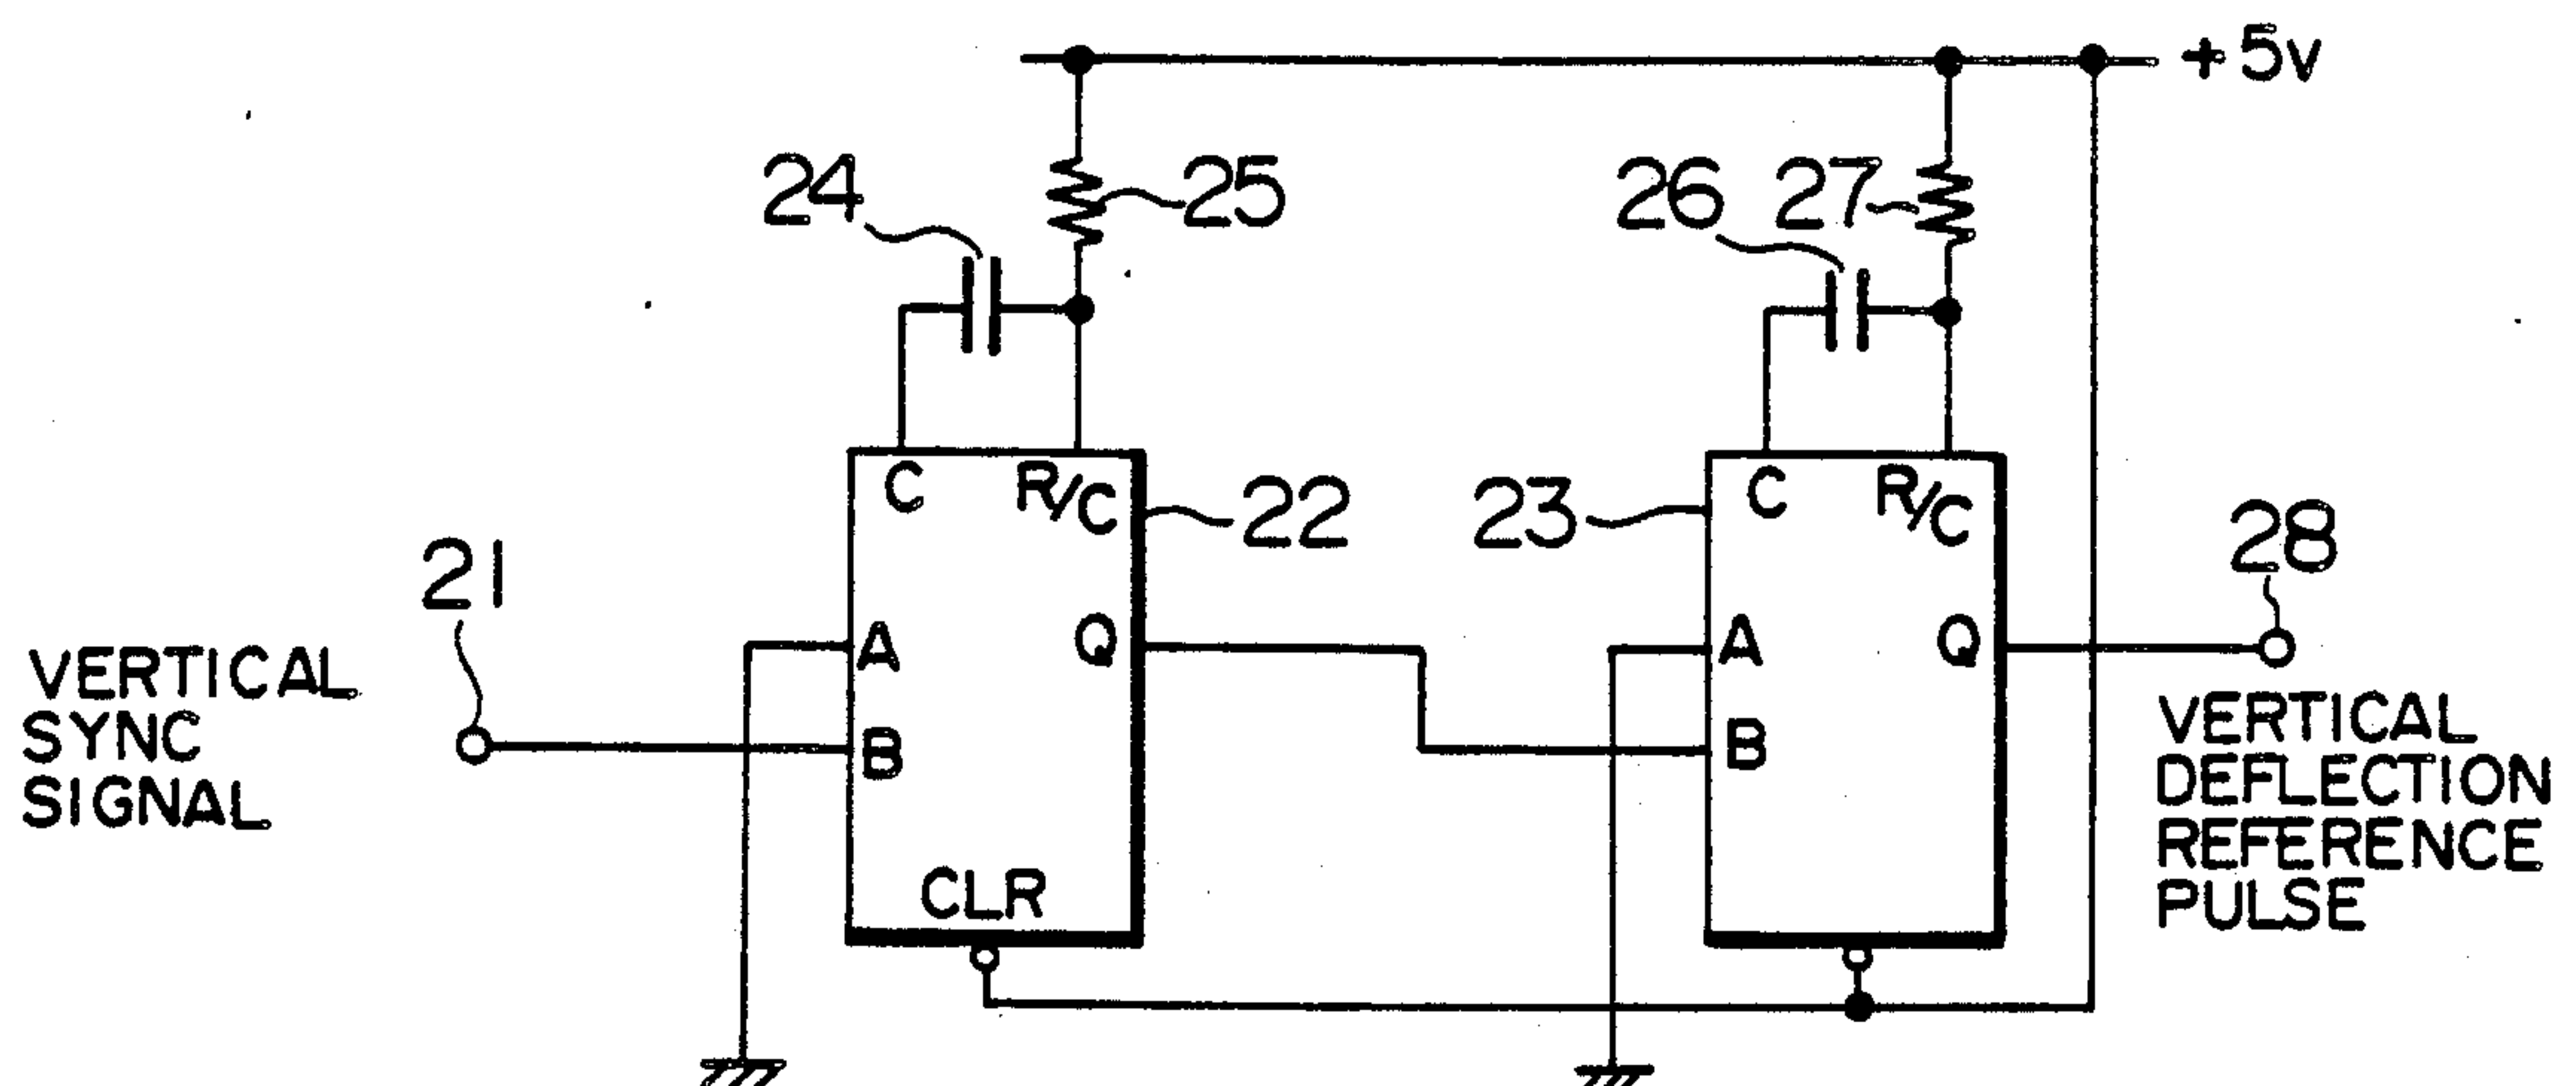 +5v
24
25
26
27
C
R/C
22
23
C
R/C
21
28
A
Q
A
Q
VERTICAL
SYNC
SIGNAL
B
B
VERTICAL
DEFLECTION
REFERENCE
PULSE
CLR